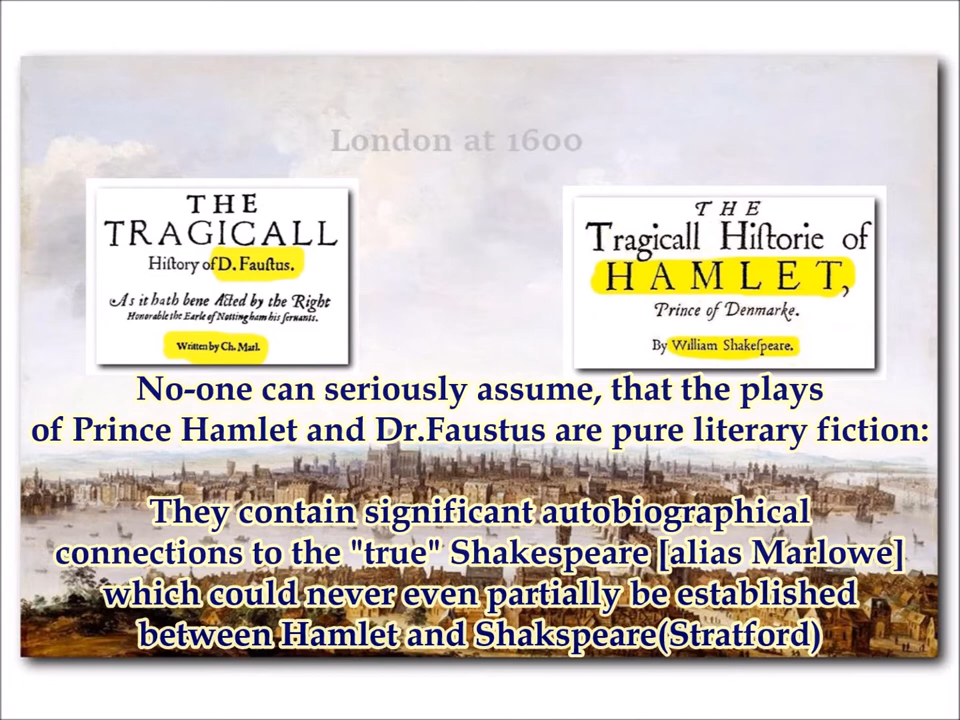 London at 1600
THE
TRAGICALL
Hiſtory of D. Fauſtus.
As it hath bene Acted by the Right
Honorable the Earle of Nottingham his ſeruants.
Written by Ch. Marl.
THE
Tragicall Hiſtorie of
HAMLET,
Prince of Denmarke.
By William Shakeſpeare.
No-one can seriously assume, that the plays
of Prince Hamlet and Dr.Faustus are pure literary fiction:
They contain significant autobiographical
connections to the "true" Shakespeare [alias Marlowe]
which could never even partially be established
between Hamlet and Shakspeare(Stratford)